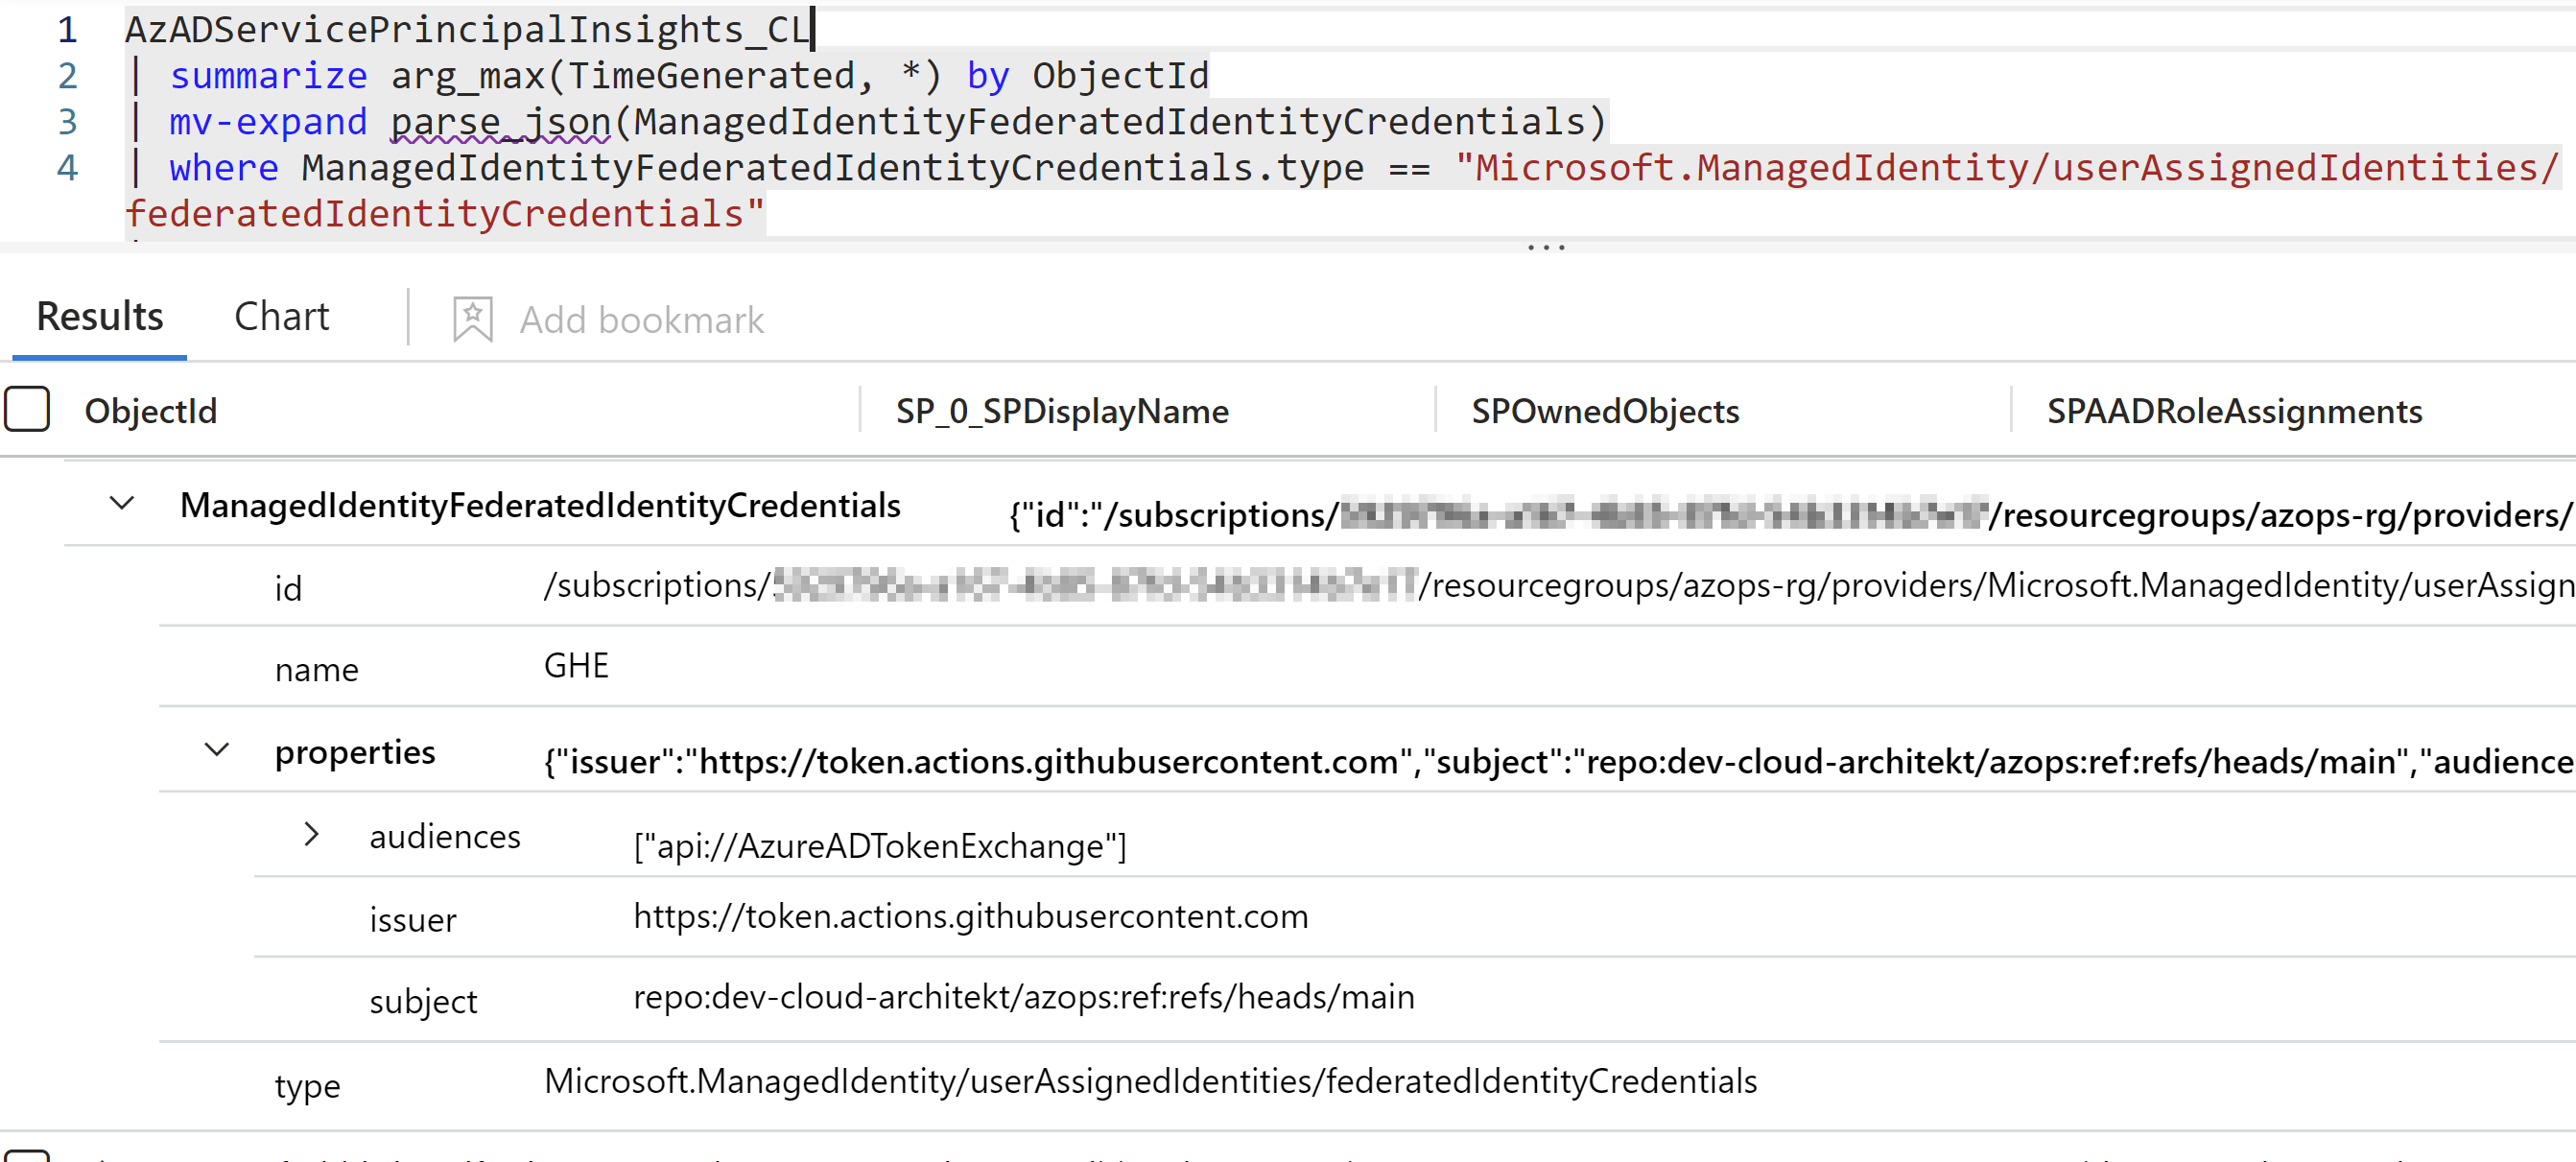 1 AzADServicePrincipalInsights_CL
2 | summarize arg_max(TimeGenerated, *) by ObjectId
3 | mv-expand parse_json(ManagedIdentityFederatedIdentityCredentials)
4 | where ManagedIdentityFederatedIdentityCredentials.type == "Microsoft.ManagedIdentity/userAssignedIdentities/
federatedIdentityCredentials"
Results Chart Add bookmark
ObjectId SP_0_SPDisplayName SPOwnedObjects SPAADRoleAssignments
ManagedIdentityFederatedIdentityCredentials {"id":"/subscriptions/ /resourcegroups/azops-rg/providers/
id /subscriptions/ /resourcegroups/azops-rg/providers/Microsoft.ManagedIdentity/userAssign
name GHE
properties {"issuer":"https://token.actions.githubusercontent.com","subject":"repo:dev-cloud-architekt/azops:ref:refs/heads/main","audience
audiences ["api://AzureADTokenExchange"]
issuer https://token.actions.githubusercontent.com
subject repo:dev-cloud-architekt/azops:ref:refs/heads/main
type Microsoft.ManagedIdentity/userAssignedIdentities/federatedIdentityCredentials